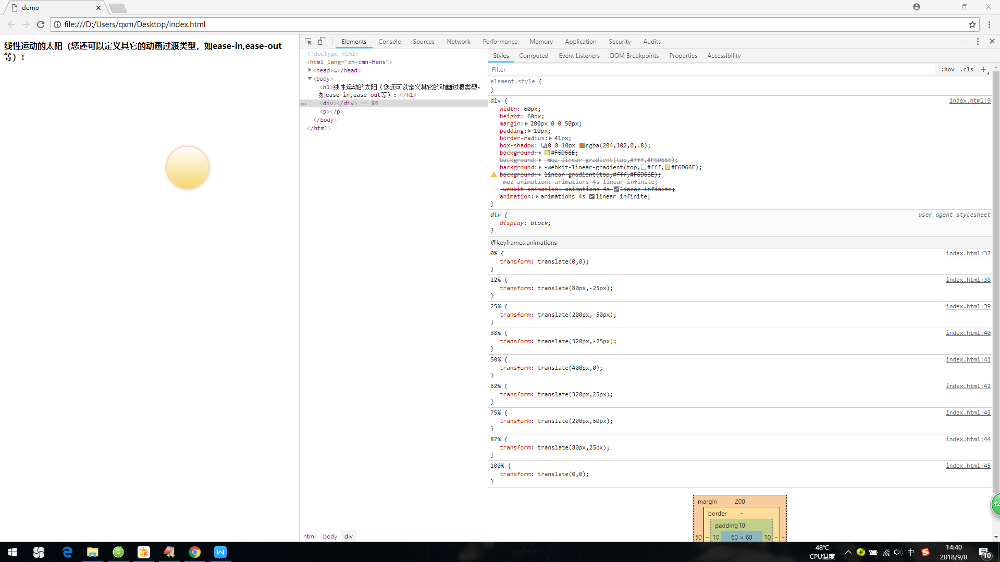 demo
file:///D:/Users/qxm/Desktop/index.html
线性运动的太阳（您还可以定义其它的动画过渡类型，如ease-in,ease-out
等）：
Elements Console Sources Network Performance Memory Application Security Audits
<!doctype html>
<html lang="zh-cmn-Hans">
<head>…</head>
<body>
<h1>线性运动的太阳（您还可以定义其它的动画过渡类型，
如ease-in,ease-out等）：</h1>
<div></div> == $0
<p></p>
</body>
</html>
html body div
Styles Computed Event Listeners DOM Breakpoints Properties Accessibility
Filter :hov .cls +
element.style {
}
div { index.html:9
width: 60px;
height: 60px;
margin: 200px 0 0 50px;
padding: 10px;
border-radius: 41px;
box-shadow: 0 0 10px rgba(204,102,0,.8);
background: #F6D66E;
background: -moz-linear-gradient(top,#fff,#F6D66E);
background: -webkit-linear-gradient(top,#fff,#F6D66E);
background: linear-gradient(top,#fff,#F6D66E);
-moz-animation: animations 4s linear infinite;
-webkit-animation: animations 4s linear infinite;
animation: animations 4s linear infinite;
}
div { user agent stylesheet
display: block;
}
@keyframes animations
0% { index.html:37
transform: translate(0,0);
}
12% { index.html:38
transform: translate(80px,-25px);
}
25% { index.html:39
transform: translate(200px,-50px);
}
38% { index.html:40
transform: translate(320px,-25px);
}
50% { index.html:41
transform: translate(400px,0);
}
62% { index.html:42
transform: translate(320px,25px);
}
75% { index.html:43
transform: translate(200px,50px);
}
87% { index.html:44
transform: translate(80px,25px);
}
100% { index.html:45
transform: translate(0,0);
}
margin 200
border –
padding10
50 – 10 60 × 60 10 – –
42
48℃
CPU温度
中
14:40
2018/9/8
10